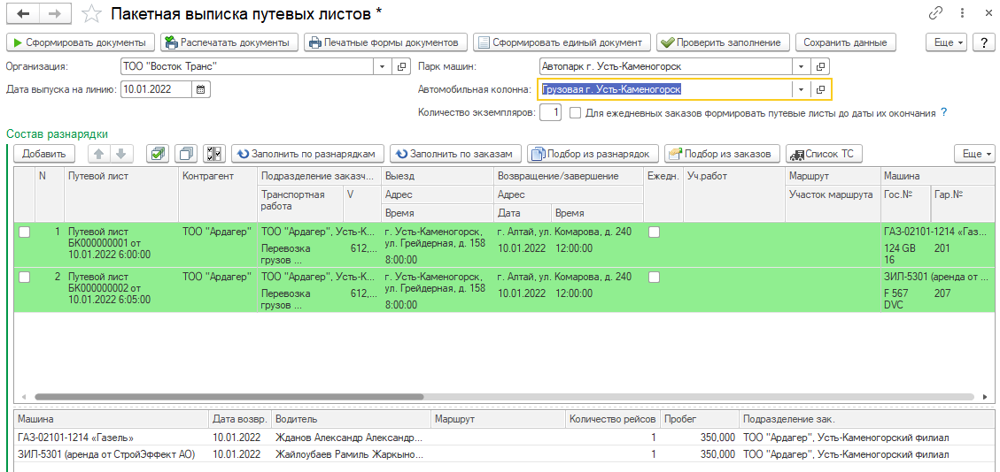 Пакетная выписка путевых листов *
Сформировать документы Распечатать документы Печатные формы документов Сформировать единый документ Проверить заполнение Сохранить данные Еще ?
Организация: ТОО "Восток Транс" Парк машин: Автопарк г. Усть-Каменогорск
Дата выпуска на линию: 10.01.2022 Автомобильная колонна: Грузовая г. Усть-Каменогорск
Количество экземпляров: 1 Для ежедневных заказов формировать путевые листы до даты их окончания ?
Состав разнарядки
Добавить Заполнить по разнарядкам Заполнить по заказам Подбор из разнарядок Подбор из заказов Список ТС Еще
N Путевой лист Контрагент Подразделение заказч... Выезд Возвращение/завершение Ежедн. Уч.работ Маршрут Машина
Транспортная работа V Адрес Адрес Участок маршрута Гос.№ Гар.№
Время Дата Время
1 Путевой лист ТОО "Ардагер" ТОО "Ардагер", Усть-К... г. Усть-Каменогорск, г. Алтай, ул. Комарова, д. 240 ГАЗ-02101-1214 «Газ...
БК000000001 от Перевозка 612,... ул. Грейдерная, д. 158 10.01.2022 12:00:00 124 GB 201
10.01.2022 6:00:00 грузов ... 8:00:00 16
2 Путевой лист ТОО "Ардагер" ТОО "Ардагер", Усть-К... г. Усть-Каменогорск, г. Алтай, ул. Комарова, д. 240 ЗИЛ-5301 (аренда от ...
БК000000002 от Перевозка 612,... ул. Грейдерная, д. 158 10.01.2022 12:00:00 F 567 207
10.01.2022 6:05:00 грузов ... 8:00:00 DVC
Машина Дата возвр. Водитель Маршрут Количество рейсов Пробег Подразделение зак.
ГАЗ-02101-1214 «Газель» 10.01.2022 Жданов Александр Александр... 1 350,000 ТОО "Ардагер", Усть-Каменогорский филиал
ЗИЛ-5301 (аренда от СтройЭффект АО) 10.01.2022 Жайлоубаев Рамиль Жаркыно... 1 350,000 ТОО "Ардагер", Усть-Каменогорский филиал